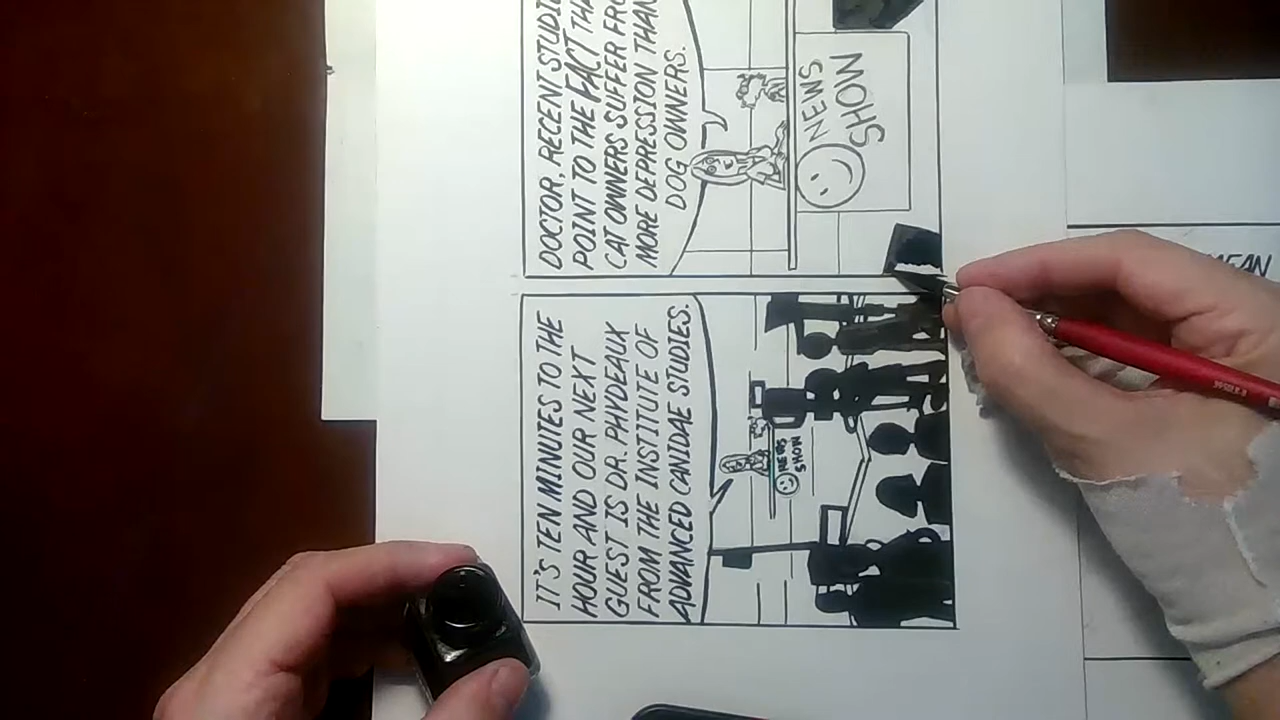 IT'S TEN MINUTES TO THE
HOUR AND OUR NEXT
GUEST IS DR. PHYDEAUX
FROM THE INSTITUTE OF
ADVANCED CANIDAE STUDIES.
NEWS
SHOW
DOCTOR, RECENT STUDI
POINT TO THE FACT THA
CAT OWNERS SUFFER FRO
MORE DEPRESSION THAN
DOG OWNERS.
NEWS
SHOW
MEAN